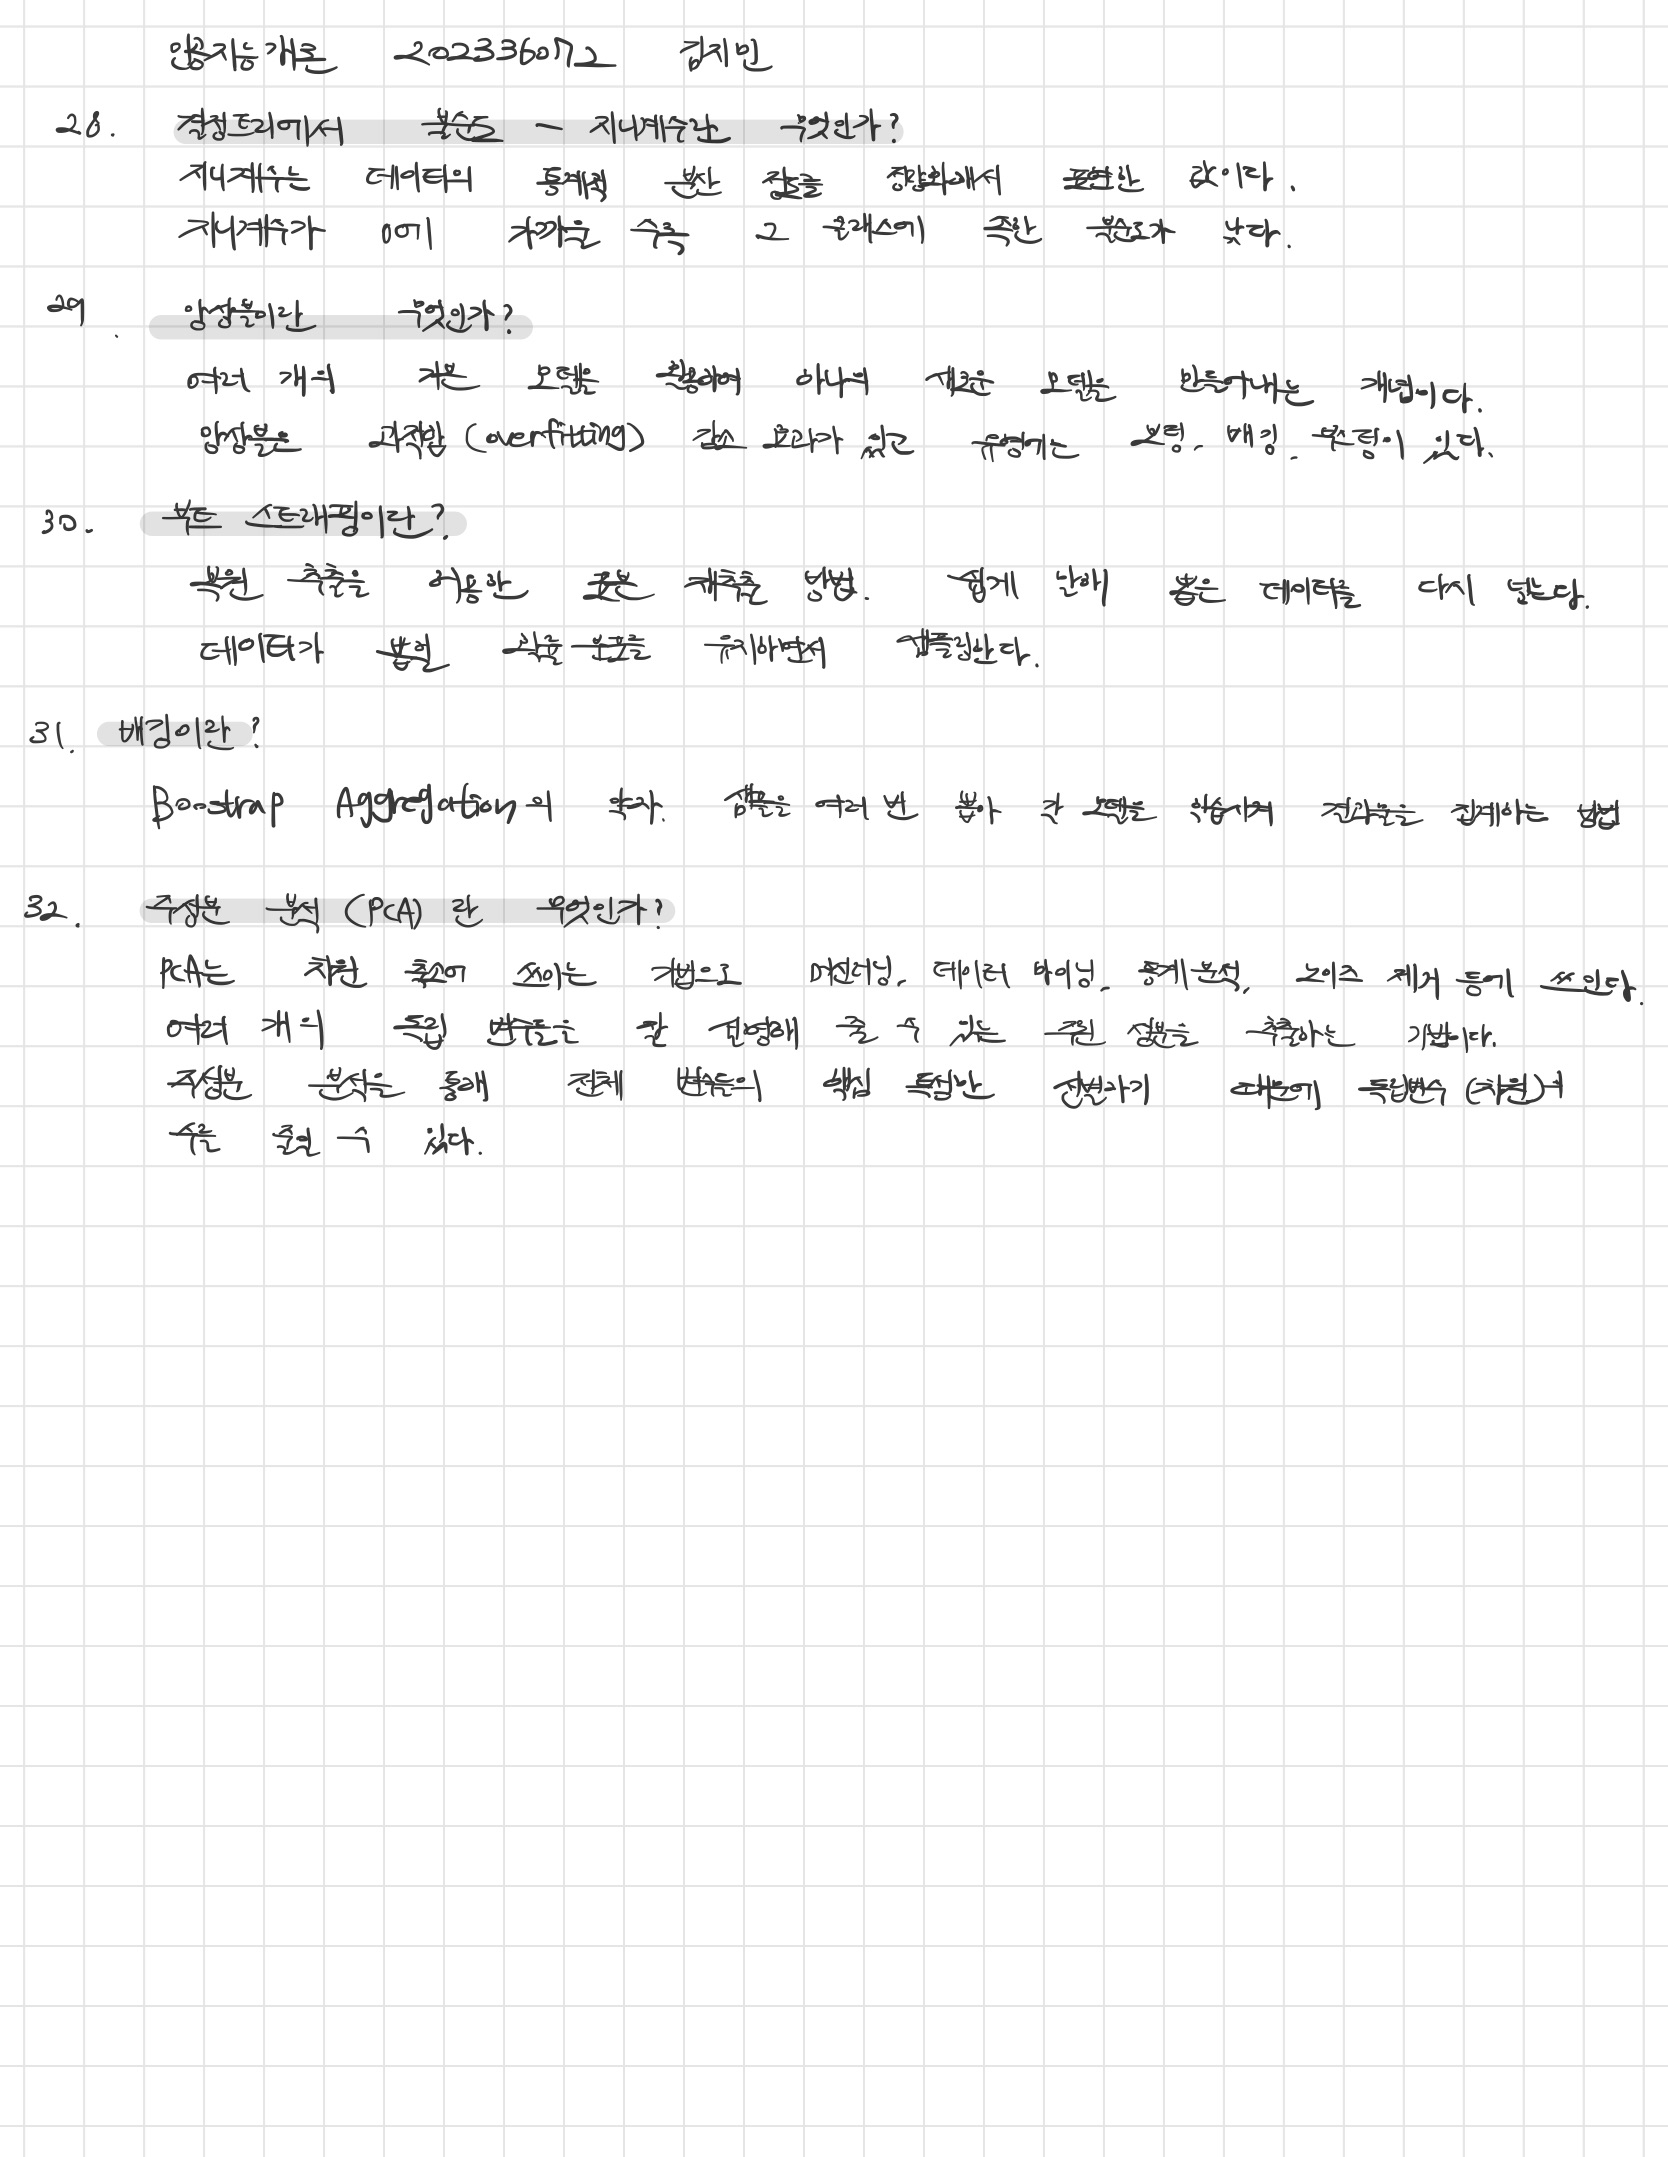 인공지능개론 202336072 김지민
28. 결정트리에서 불순도 - 지니계수란 무엇인가?
지니계수는 데이터의 통계적 분산 정도를 정량화해서 표현한 값이다.
지니계수가 0에 가까울 수록 그 클래스에 속한 불순도가 낮다.
29. 앙상블이란 무엇인가?
여러 개의 기본 모델을 활용하여 하나의 새로운 모델을 만들어내는 개념이다.
앙상블은 과적합(overfitting) 감소 효과가 있고 유형에는 보팅, 배깅, 부스팅이 있다.
30. 부트 스트래핑이란?
복원 추출을 이용한 표본 재추출 방법. 쉽게 말해 뽑은 데이터를 다시 넣는다.
데이터가 뽑힐 확률 분포를 유지하면서 샘플링한다.
31. 배깅이란?
Boostrap Aggregation의 약자. 샘플을 여러 번 뽑아 각 모델을 학습시켜 결과물을 집계하는 방법
32. 주성분 분석 (PCA) 란 무엇인가?
PCA는 차원 축소에 쓰이는 기법으로 머신러닝, 데이터 마이닝, 통계 분석, 노이즈 제거 등에 쓰인다.
여러 개의 독립 변수들을 잘 설명해 줄 수 있는 주된 성분을 추출하는 기법이다.
주성분 분석을 통해 전체 변수들의 핵심 특성만 선별하기 때문에 독립변수(차원)의
수를 줄일 수 있다.